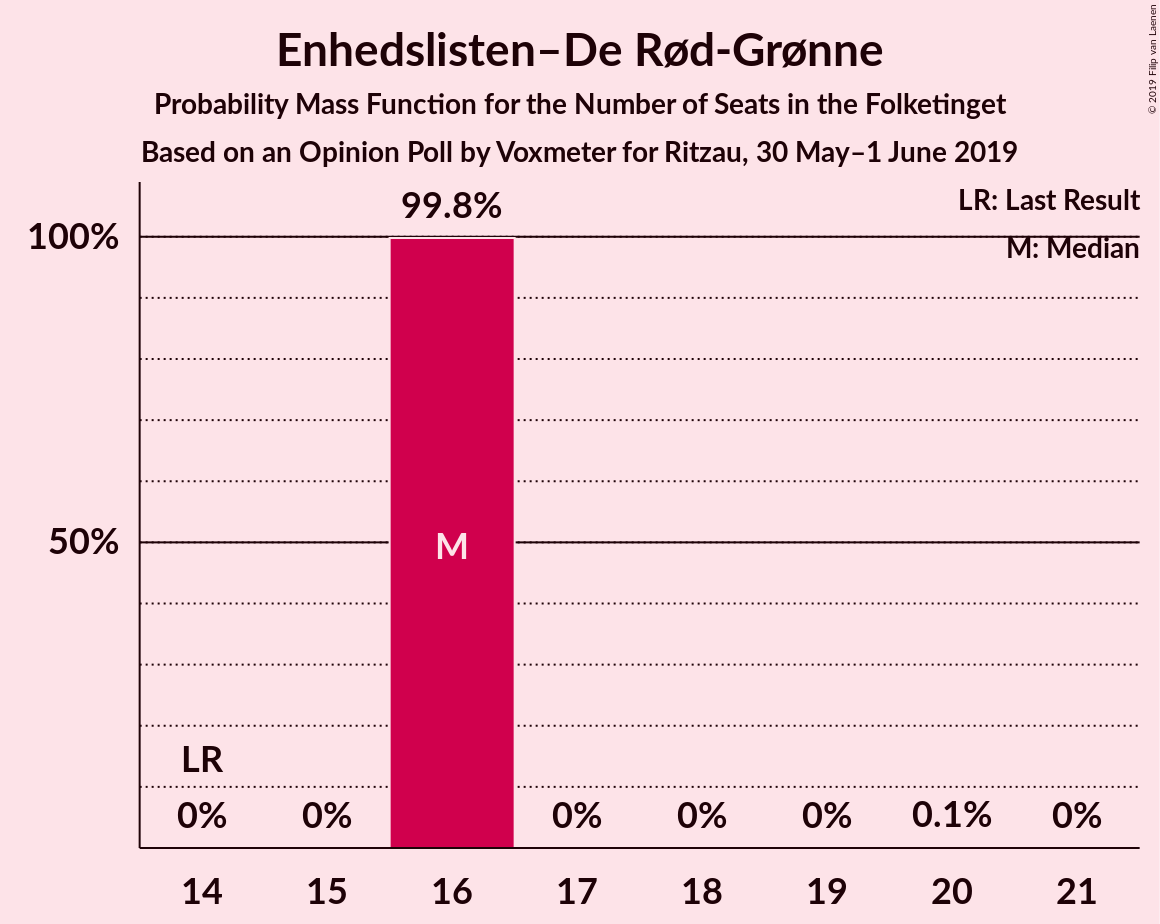 Enhedslisten–De Rød-Grønne
Probability Mass Function for the Number of Seats in the Folketinget
Based on an Opinion Poll by Voxmeter for Ritzau, 30 May–1 June 2019
© 2019 Filip van Laenen
LR: Last Result
M: Median
99.8%
100%
50%
M
LR
0% 0% 0% 0% 0% 0.1% 0%
14 15 16 17 18 19 20 21